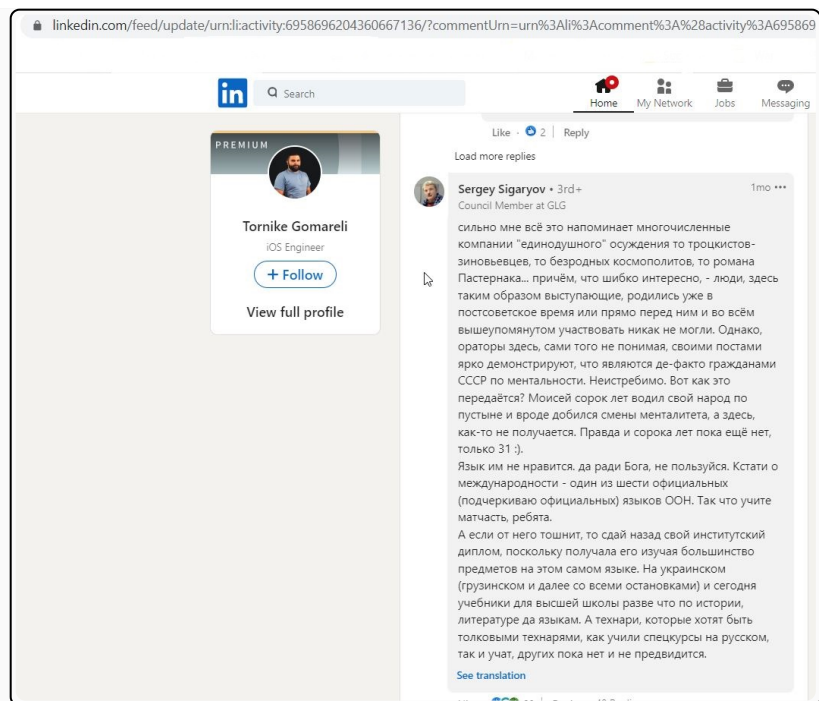 linkedin.com/feed/update/urn:li:activity:6958696204360667136/?commentUrn=urn%3Ali%3Acomment%3A%28activity%3A695869
in
Search
Home
My Network
Jobs
Messaging
PREMIUM
Tornike Gomareli
iOS Engineer
+ Follow
View full profile
Like · 2 | Reply
Load more replies
Sergey Sigaryov • 3rd+
1mo •••
Council Member at GLG
сильно мне всё это напоминает многочисленные
компании "единодушного" осуждения то троцкистов-
зиновьевцев, то безродных космополитов, то романа
Пастернака... причём, что шибко интересно, - люди, здесь
таким образом выступающие, родились уже в
постсоветское время или прямо перед ним и во всём
вышеупомянутом участвовать никак не могли. Однако,
ораторы здесь, сами того не понимая, своими постами
ярко демонстрируют, что являются де-факто гражданами
СССР по ментальности. Неистребимо. Вот как это
передаётся? Моисей сорок лет водил свой народ по
пустыне и вроде добился смены менталитета, а здесь,
как-то не получается. Правда и сорока лет пока ещё нет,
только 31 :).
Язык им не нравится. да ради Бога, не пользуйся. Кстати о
международности - один из шести официальных
(подчеркиваю официальных) языков ООН. Так что учите
матчасть, ребята.
А если от него тошнит, то сдай назад свой институтский
диплом, поскольку получала его изучая большинство
предметов на этом самом языке. На украинском
(грузинском и далее со всеми остановками) и сегодня
учебники для высшей школы разве что по истории,
литературе да языкам. А технари, которые хотят быть
толковыми технарями, как учили спецкурсы на русском,
так и учат, других пока нет и не предвидится.
See translation